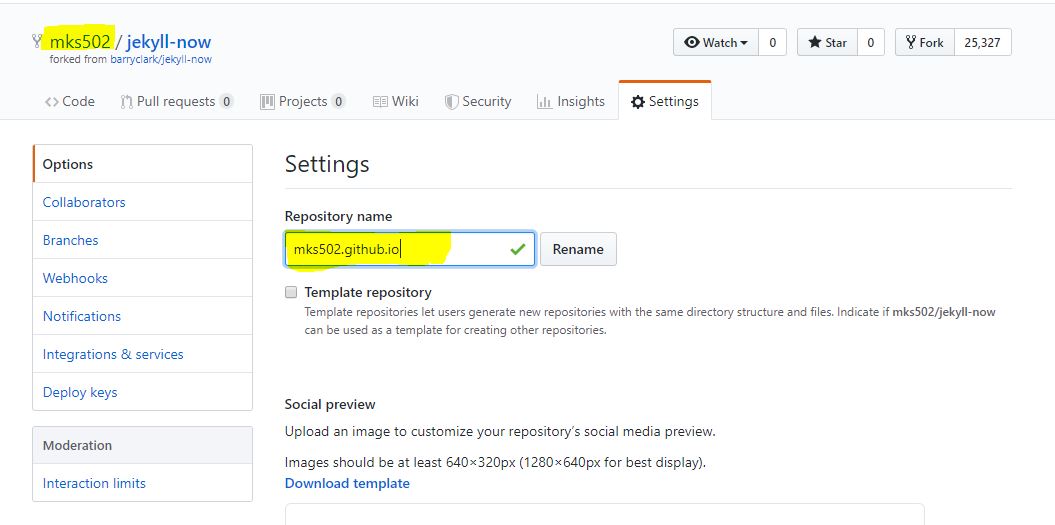 mks502 / jekyll-now
forked from barryclark/jekyll-now
Watch 0 Star 0 Fork 25,327
Code Pull requests 0 Projects 0 Wiki Security Insights Settings
Options
Collaborators
Branches
Webhooks
Notifications
Integrations & services
Deploy keys
Moderation
Interaction limits
Settings
Repository name
mks502.github.io Rename
Template repository
Template repositories let users generate new repositories with the same directory structure and files. Indicate if mks502/jekyll-now
can be used as a template for creating other repositories.
Social preview
Upload an image to customize your repository's social media preview.
Images should be at least 640×320px (1280×640px for best display).
Download template